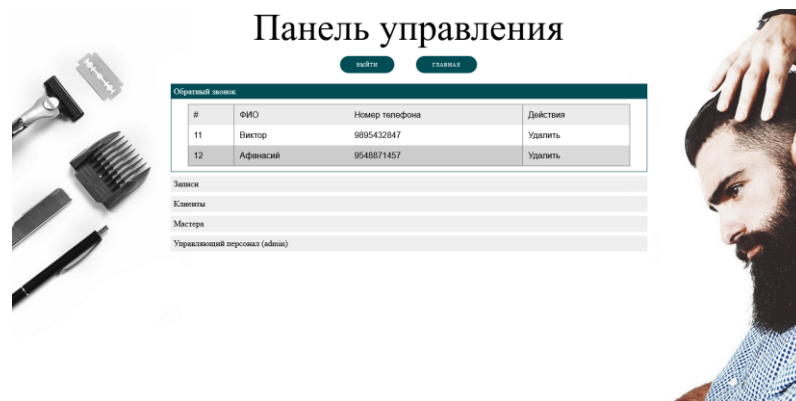 Панель управления
ВЫЙТИ ГЛАВНАЯ
Обратный звонок
# ФИО Номер телефона Действия
11 Виктор 9895432847 Удалить
12 Афанасий 9548871457 Удалить
Записи
Клиенты
Мастера
Управляющий персонал (admin)